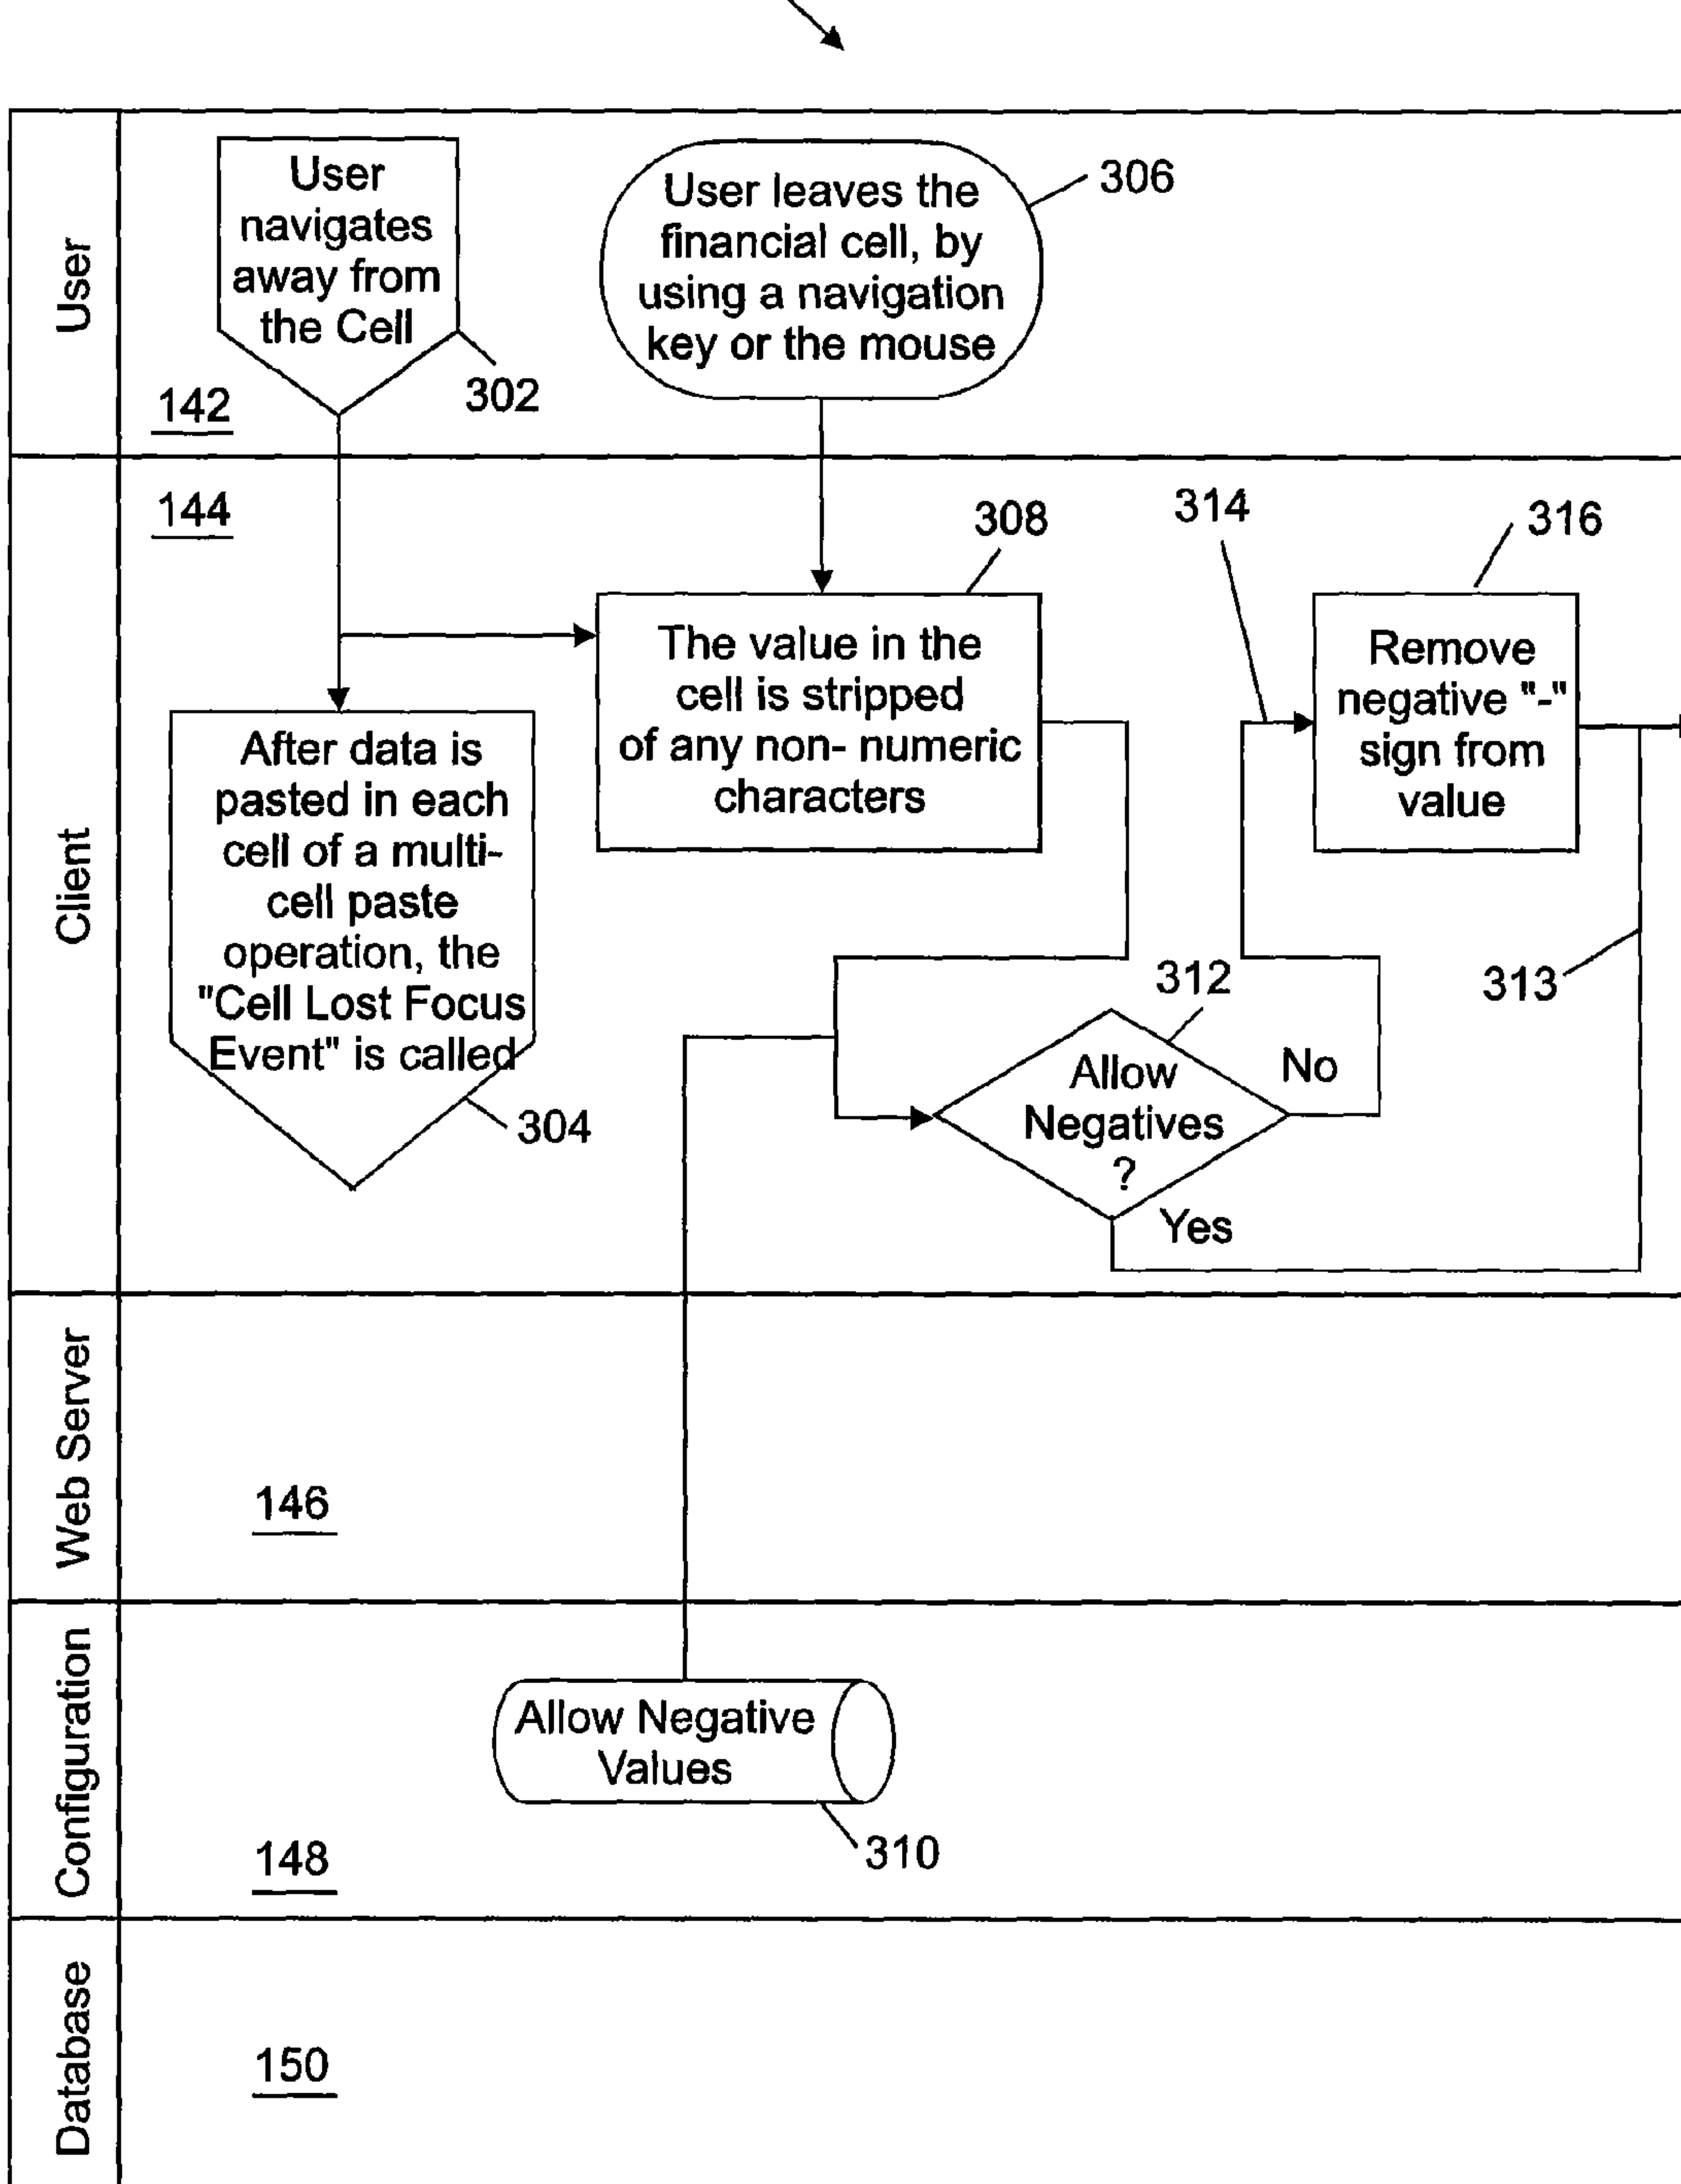 User
User
navigates
away from
the Cell
302
User leaves the
financial cell, by
using a navigation
key or the mouse
306
142
Client
144
308
314
316
The value in the
cell is stripped
of any non- numeric
characters
Remove
negative "-"
sign from
value
After data is
pasted in each
cell of a multi-
cell paste
operation, the
"Cell Lost Focus
Event" is called
304
312
313
Allow
Negatives
?
No
Yes
Web Server
146
Configuration
Allow Negative
Values
310
148
Database
150